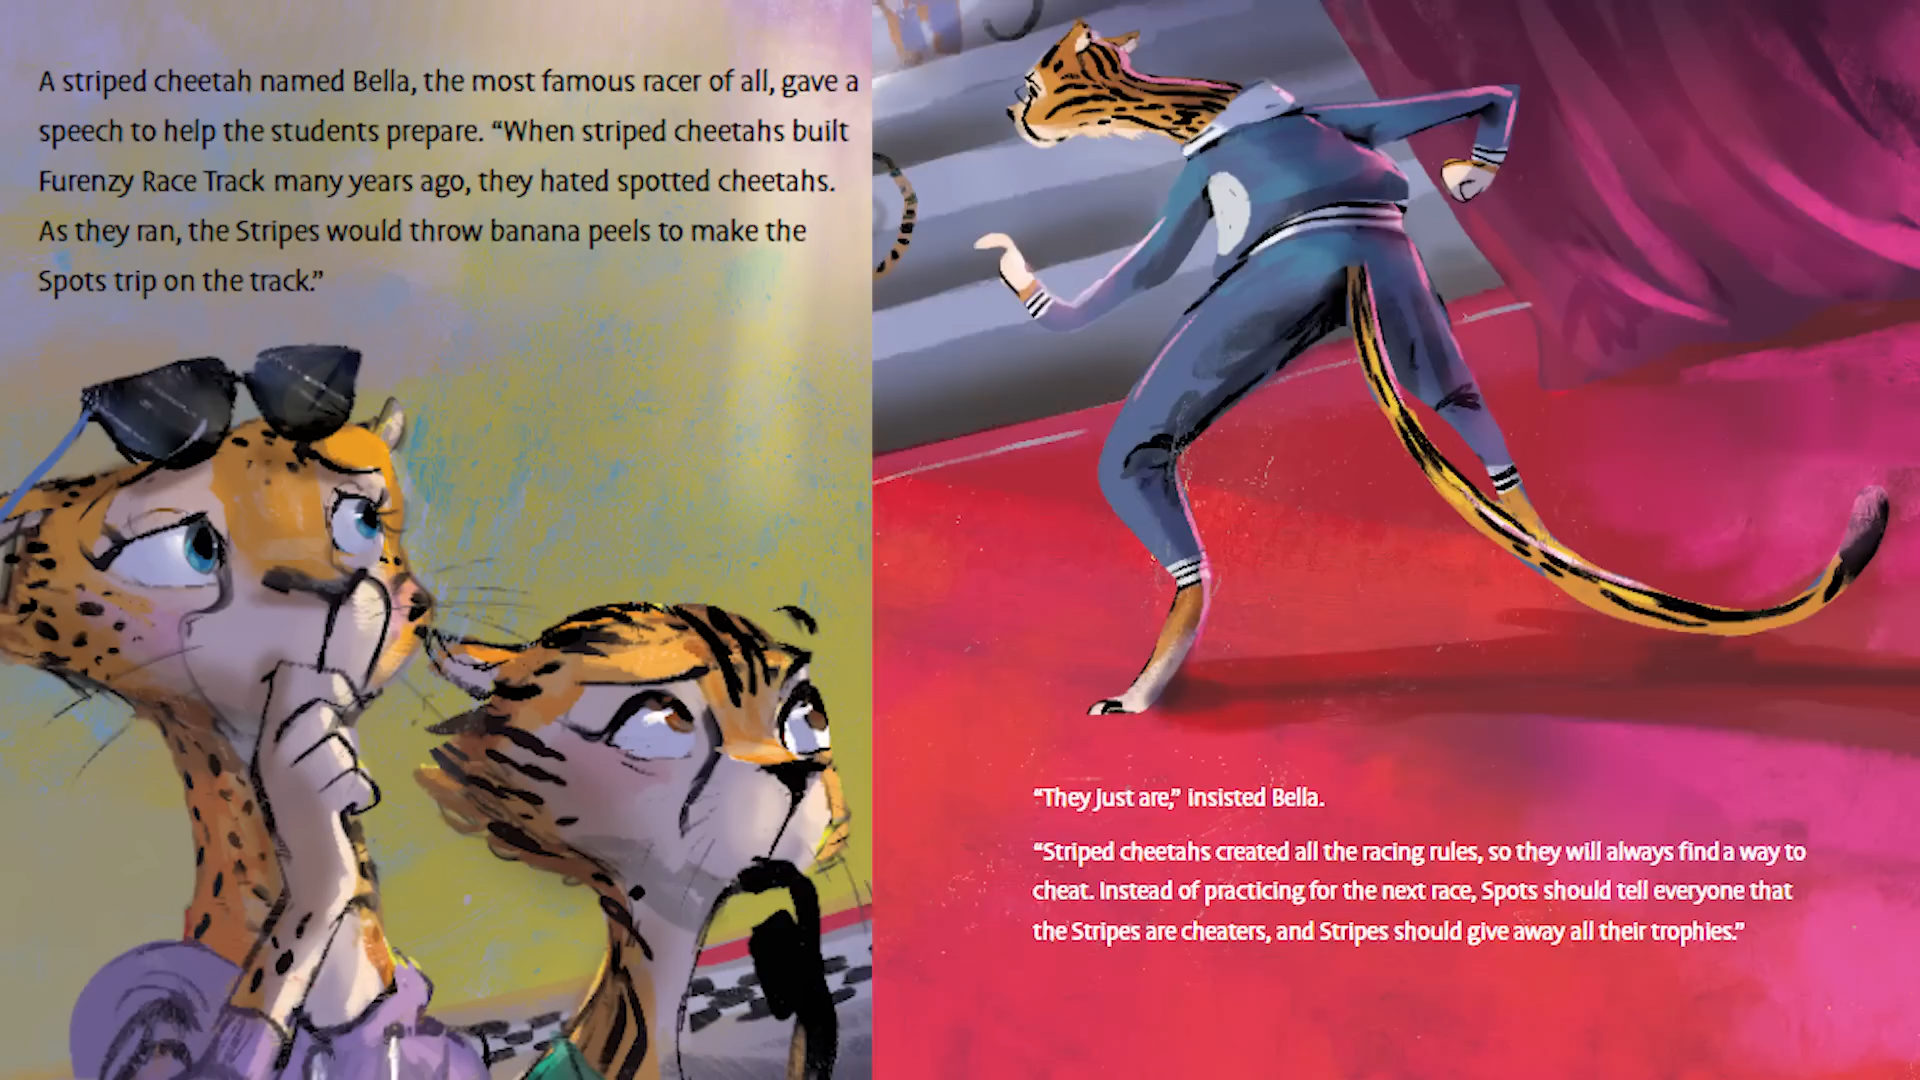 A striped cheetah named Bella, the most famous racer of all, gave a
speech to help the students prepare. “When striped cheetahs built
Furenzy Race Track many years ago, they hated spotted cheetahs.
As they ran, the Stripes would throw banana peels to make the
Spots trip on the track.”
“They just are,” insisted Bella.
“Striped cheetahs created all the racing rules, so they will always find a way to
cheat. Instead of practicing for the next race, Spots should tell everyone that
the Stripes are cheaters, and Stripes should give away all their trophies.”